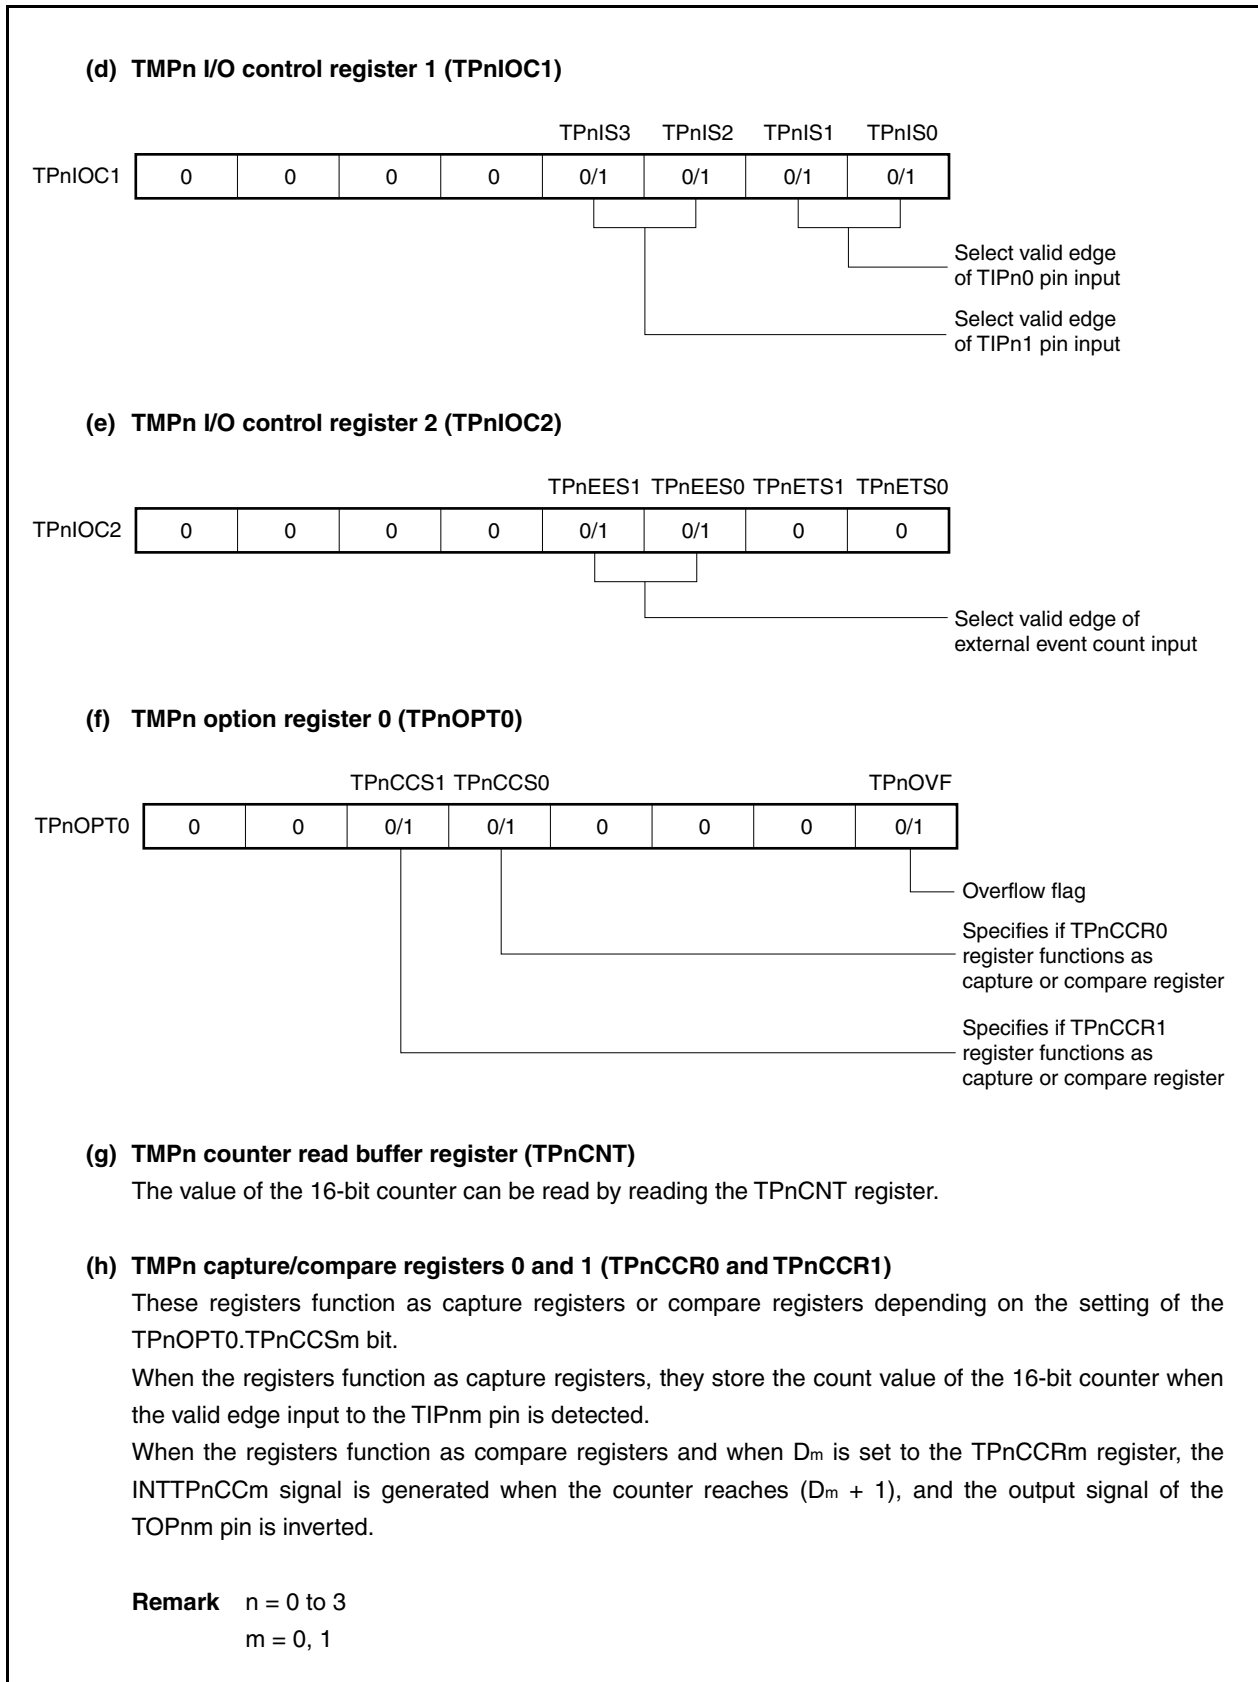 (d) TMPn I/O control register 1 (TPnIOC1)
TPnIS3 TPnIS2 TPnIS1 TPnIS0
TPnIOC1 0 0 0 0 0/1 0/1 0/1 0/1
Select valid edge
of TIPn0 pin input
Select valid edge
of TIPn1 pin input
(e) TMPn I/O control register 2 (TPnIOC2)
TPnEES1 TPnEES0 TPnETS1 TPnETS0
TPnIOC2 0 0 0 0 0/1 0/1 0 0
Select valid edge of
external event count input
(f) TMPn option register 0 (TPnOPT0)
TPnCCS1 TPnCCS0 TPnOVF
TPnOPT0 0 0 0/1 0/1 0 0 0 0/1
Overflow flag
Specifies if TPnCCR0
register functions as
capture or compare register
Specifies if TPnCCR1
register functions as
capture or compare register
(g) TMPn counter read buffer register (TPnCNT)
The value of the 16-bit counter can be read by reading the TPnCNT register.
(h) TMPn capture/compare registers 0 and 1 (TPnCCR0 and TPnCCR1)
These registers function as capture registers or compare registers depending on the setting of the
TPnOPT0.TPnCCSm bit.
When the registers function as capture registers, they store the count value of the 16-bit counter when
the valid edge input to the TIPnm pin is detected.
When the registers function as compare registers and when Dm is set to the TPnCCRm register, the
INTTPnCCm signal is generated when the counter reaches (Dm + 1), and the output signal of the
TOPnm pin is inverted.
Remark n = 0 to 3
m = 0, 1